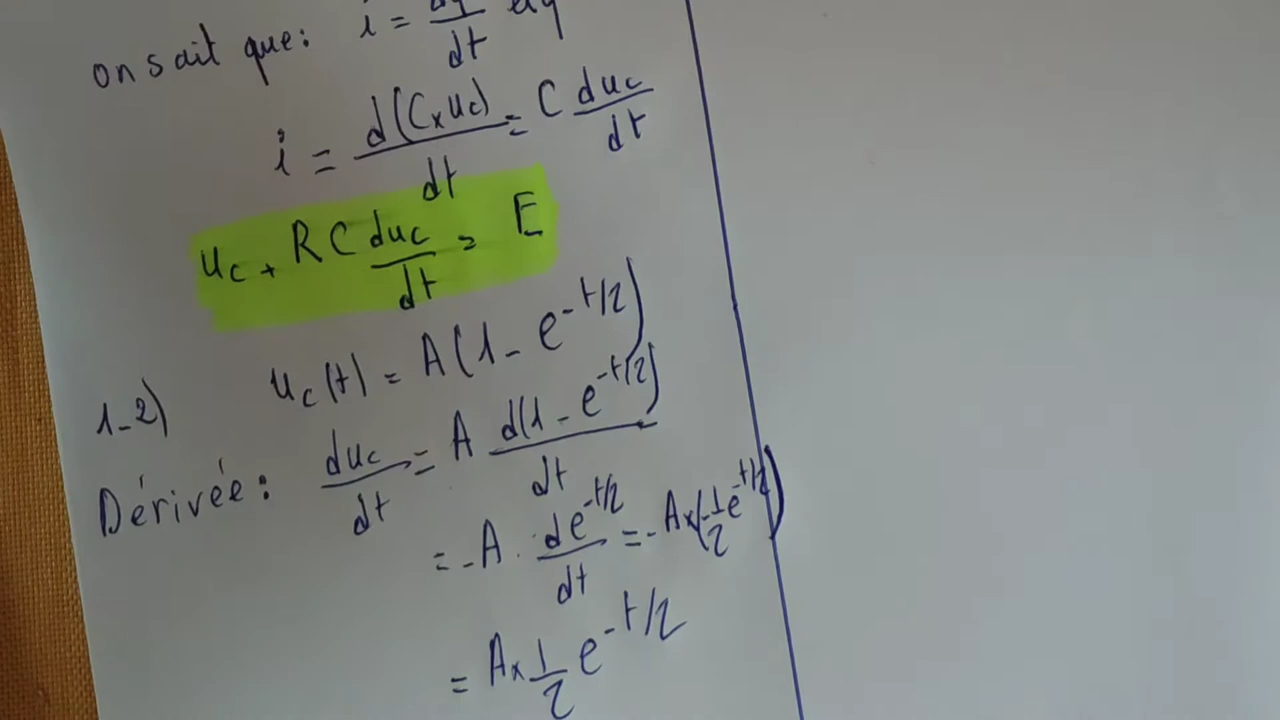 on sait que: i = dq/dt
i = d(C×uc)/dt = C duc/dt
uc + RC duc/dt = E
1-2) uc(t) = A(1 - e^-t/τ)
Dérivée: duc/dt = A d(1 - e^-t/τ)/dt
= -A . de^-t/τ/dt = -A×(-1/τ e^-t/τ)
= A× 1/τ e^-t/τ